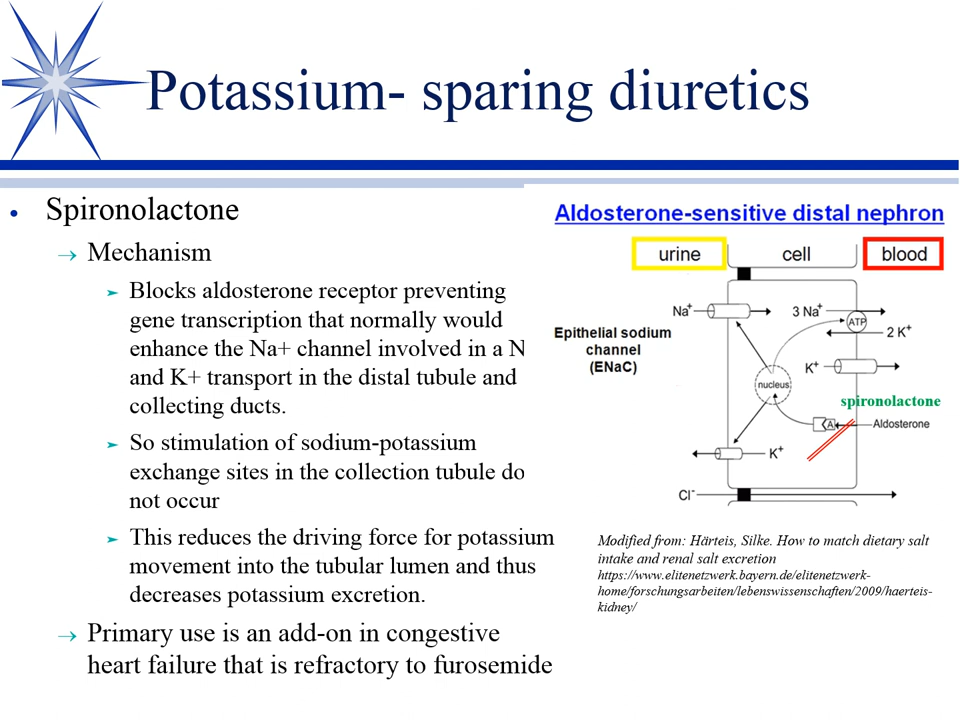 Potassium- sparing diuretics
• Spironolactone
→ Mechanism
➢ Blocks aldosterone receptor preventing
gene transcription that normally would
enhance the Na+ channel involved in a N
and K+ transport in the distal tubule and
collecting ducts.
➢ So stimulation of sodium-potassium
exchange sites in the collection tubule do
not occur
➢ This reduces the driving force for potassium
movement into the tubular lumen and thus
decreases potassium excretion.
→ Primary use is an add-on in congestive
heart failure that is refractory to furosemide
Aldosterone-sensitive distal nephron
urine cell blood
Na+ 3 Na+ ATP
2 K+
Epithelial sodium
channel
(ENaC)
K+
nucleus
spironolactone
A Aldosterone
K+
Cl-
Modified from: Härteis, Silke. How to match dietary salt
intake and renal salt excretion
https://www.elitenetzwerk.bayern.de/elitenetzwerk-
home/forschungsarbeiten/lebenswissenschaften/2009/haerteis-
kidney/